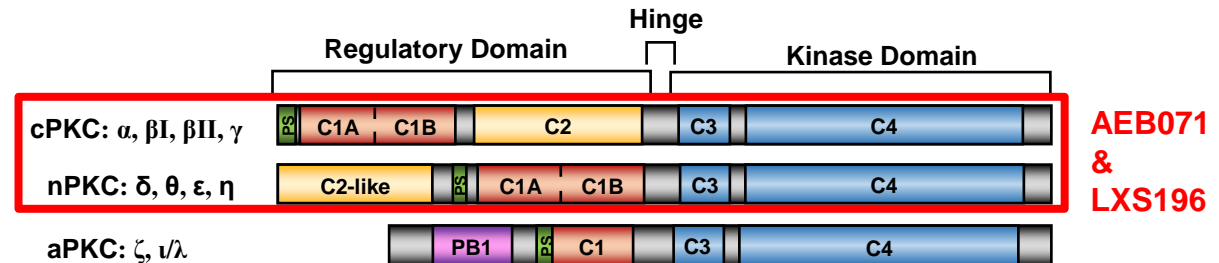 Hinge
Regulatory Domain
Kinase Domain
cPKC: α, βI, βII, γ
PS C1A C1B C2 C3 C4
nPKC: δ, θ, ε, η
C2-like PS C1A C1B C3 C4
aPKC: ζ, ι/λ
PB1 PS C1 C3 C4
AEB071
&
LXS196